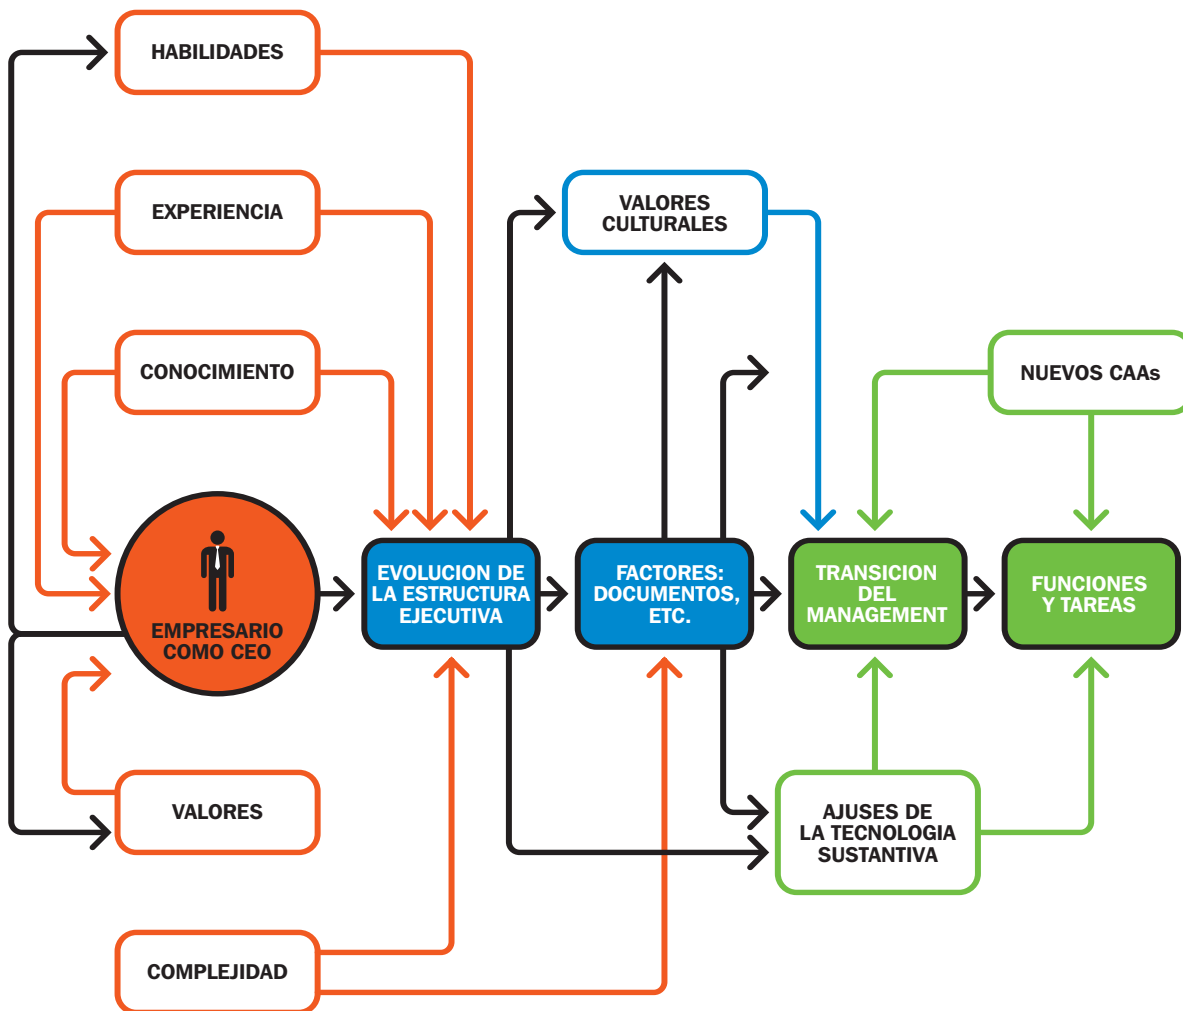 HABILIDADES
EXPERIENCIA
VALORES
CULTURALES
CONOCIMIENTO
NUEVOS CAAs
EMPRESARIO
COMO CEO
EVOLUCION DE
LA ESTRUCTURA
EJECUTIVA
FACTORES:
DOCUMENTOS,
ETC.
TRANSICION
DEL
MANAGEMENT
FUNCIONES
Y TAREAS
VALORES
AJUSES DE
LA TECNOLOGIA
SUSTANTIVA
COMPLEJIDAD